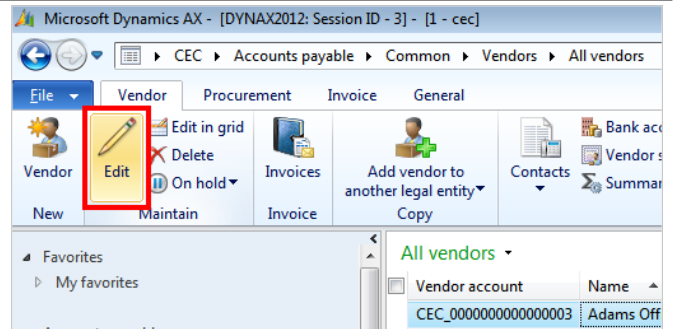 Microsoft Dynamics AX - [DYNAX2012: Session ID - 3] - [1 - cec]
CEC Accounts payable Common Vendors All vendors
File Vendor Procurement Invoice General
Vendor
Edit
Edit in grid
Delete
On hold
Invoices
Add vendor to
another legal entity
Contacts
Bank acc
Vendor s
Summar
New Maintain Invoice Copy
Favorites
My favorites
All vendors
Vendor account Name
CEC_0000000000000003 Adams Off